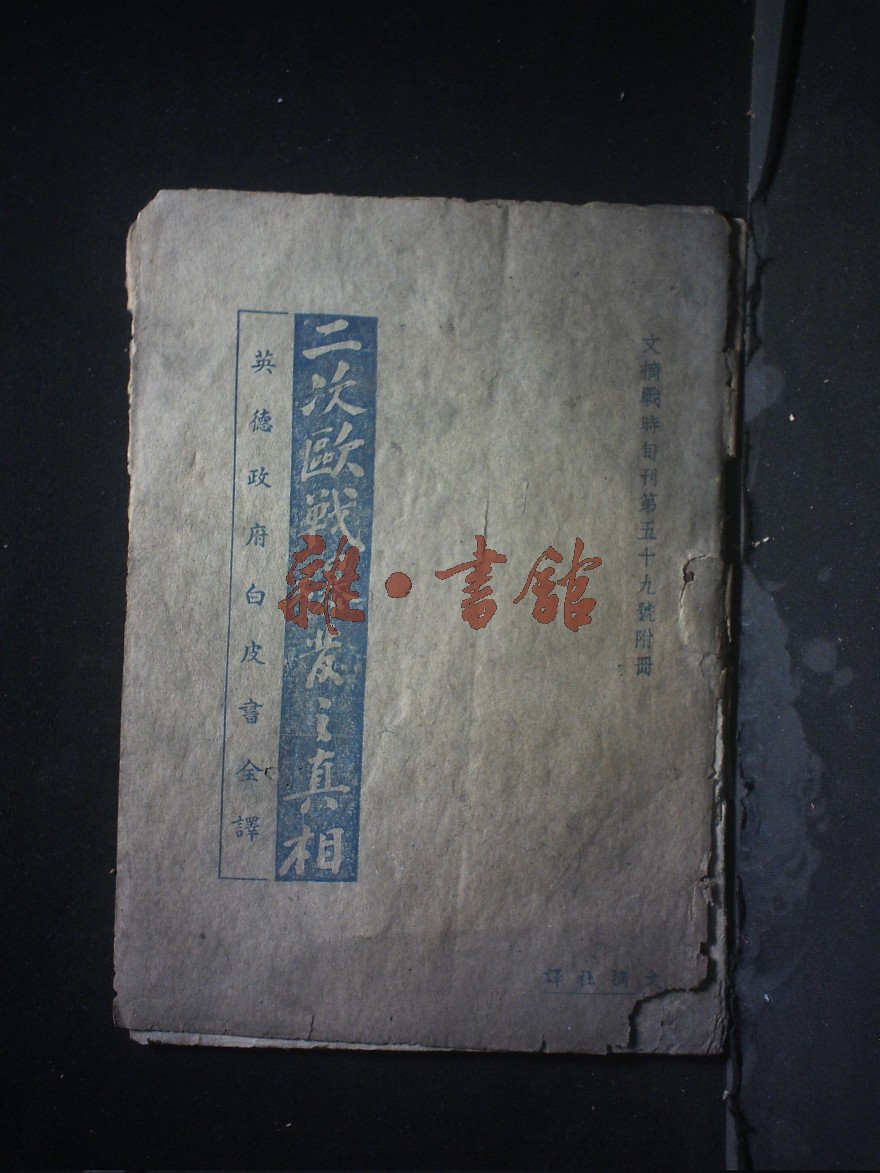 文摘戰時旬刊第五十九號附冊
二次歐戰發之真相
英德政府白皮書全譯
文摘社譯
雜·書館